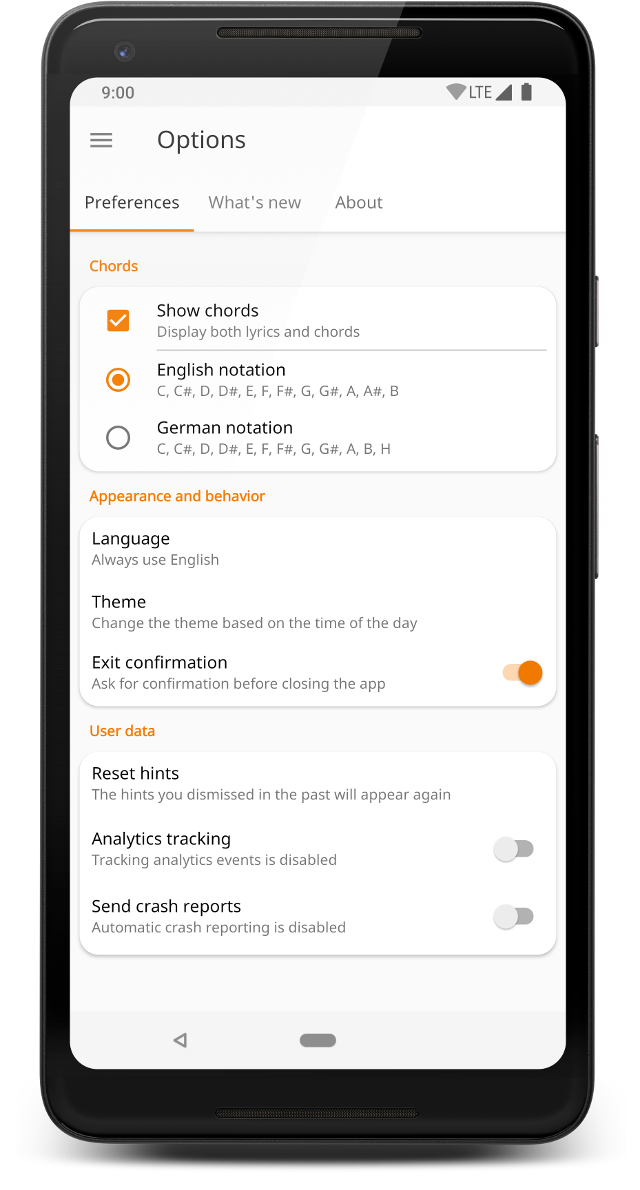 9:00
LTE
Options
Preferences
What's new
About
Chords
Show chords
Display both lyrics and chords
English notation
C, C#, D, D#, E, F, F#, G, G#, A, A#, B
German notation
C, C#, D, D#, E, F, F#, G, G#, A, B, H
Appearance and behavior
Language
Always use English
Theme
Change the theme based on the time of the day
Exit confirmation
Ask for confirmation before closing the app
User data
Reset hints
The hints you dismissed in the past will appear again
Analytics tracking
Tracking analytics events is disabled
Send crash reports
Automatic crash reporting is disabled